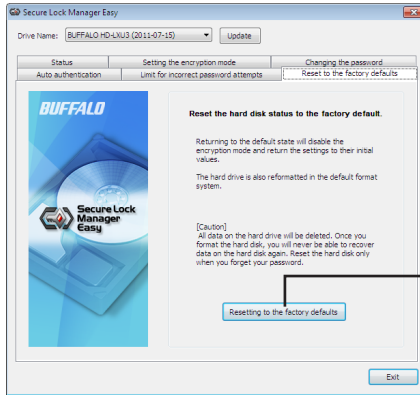 Secure Lock Manager Easy
Drive Name: BUFFALO HD-LXU3 (2011-07-15) Update
Status Setting the encryption mode Changing the password
Auto authentication Limit for incorrect password attempts Reset to the factory defaults
BUFFALO
Secure Lock
Manager
Easy
Reset the hard disk status to the factory default.
Returning to the default state will disable the
encryption mode and return the settings to their initial
values.
The hard drive is also reformatted in the default format
system.
[Caution]
All data on the hard drive will be deleted. Once you
format the hard disk, you will never be able to recover
data on the hard disk again. Reset the hard disk only
when you forget your password.
Resetting to the factory defaults
Exit